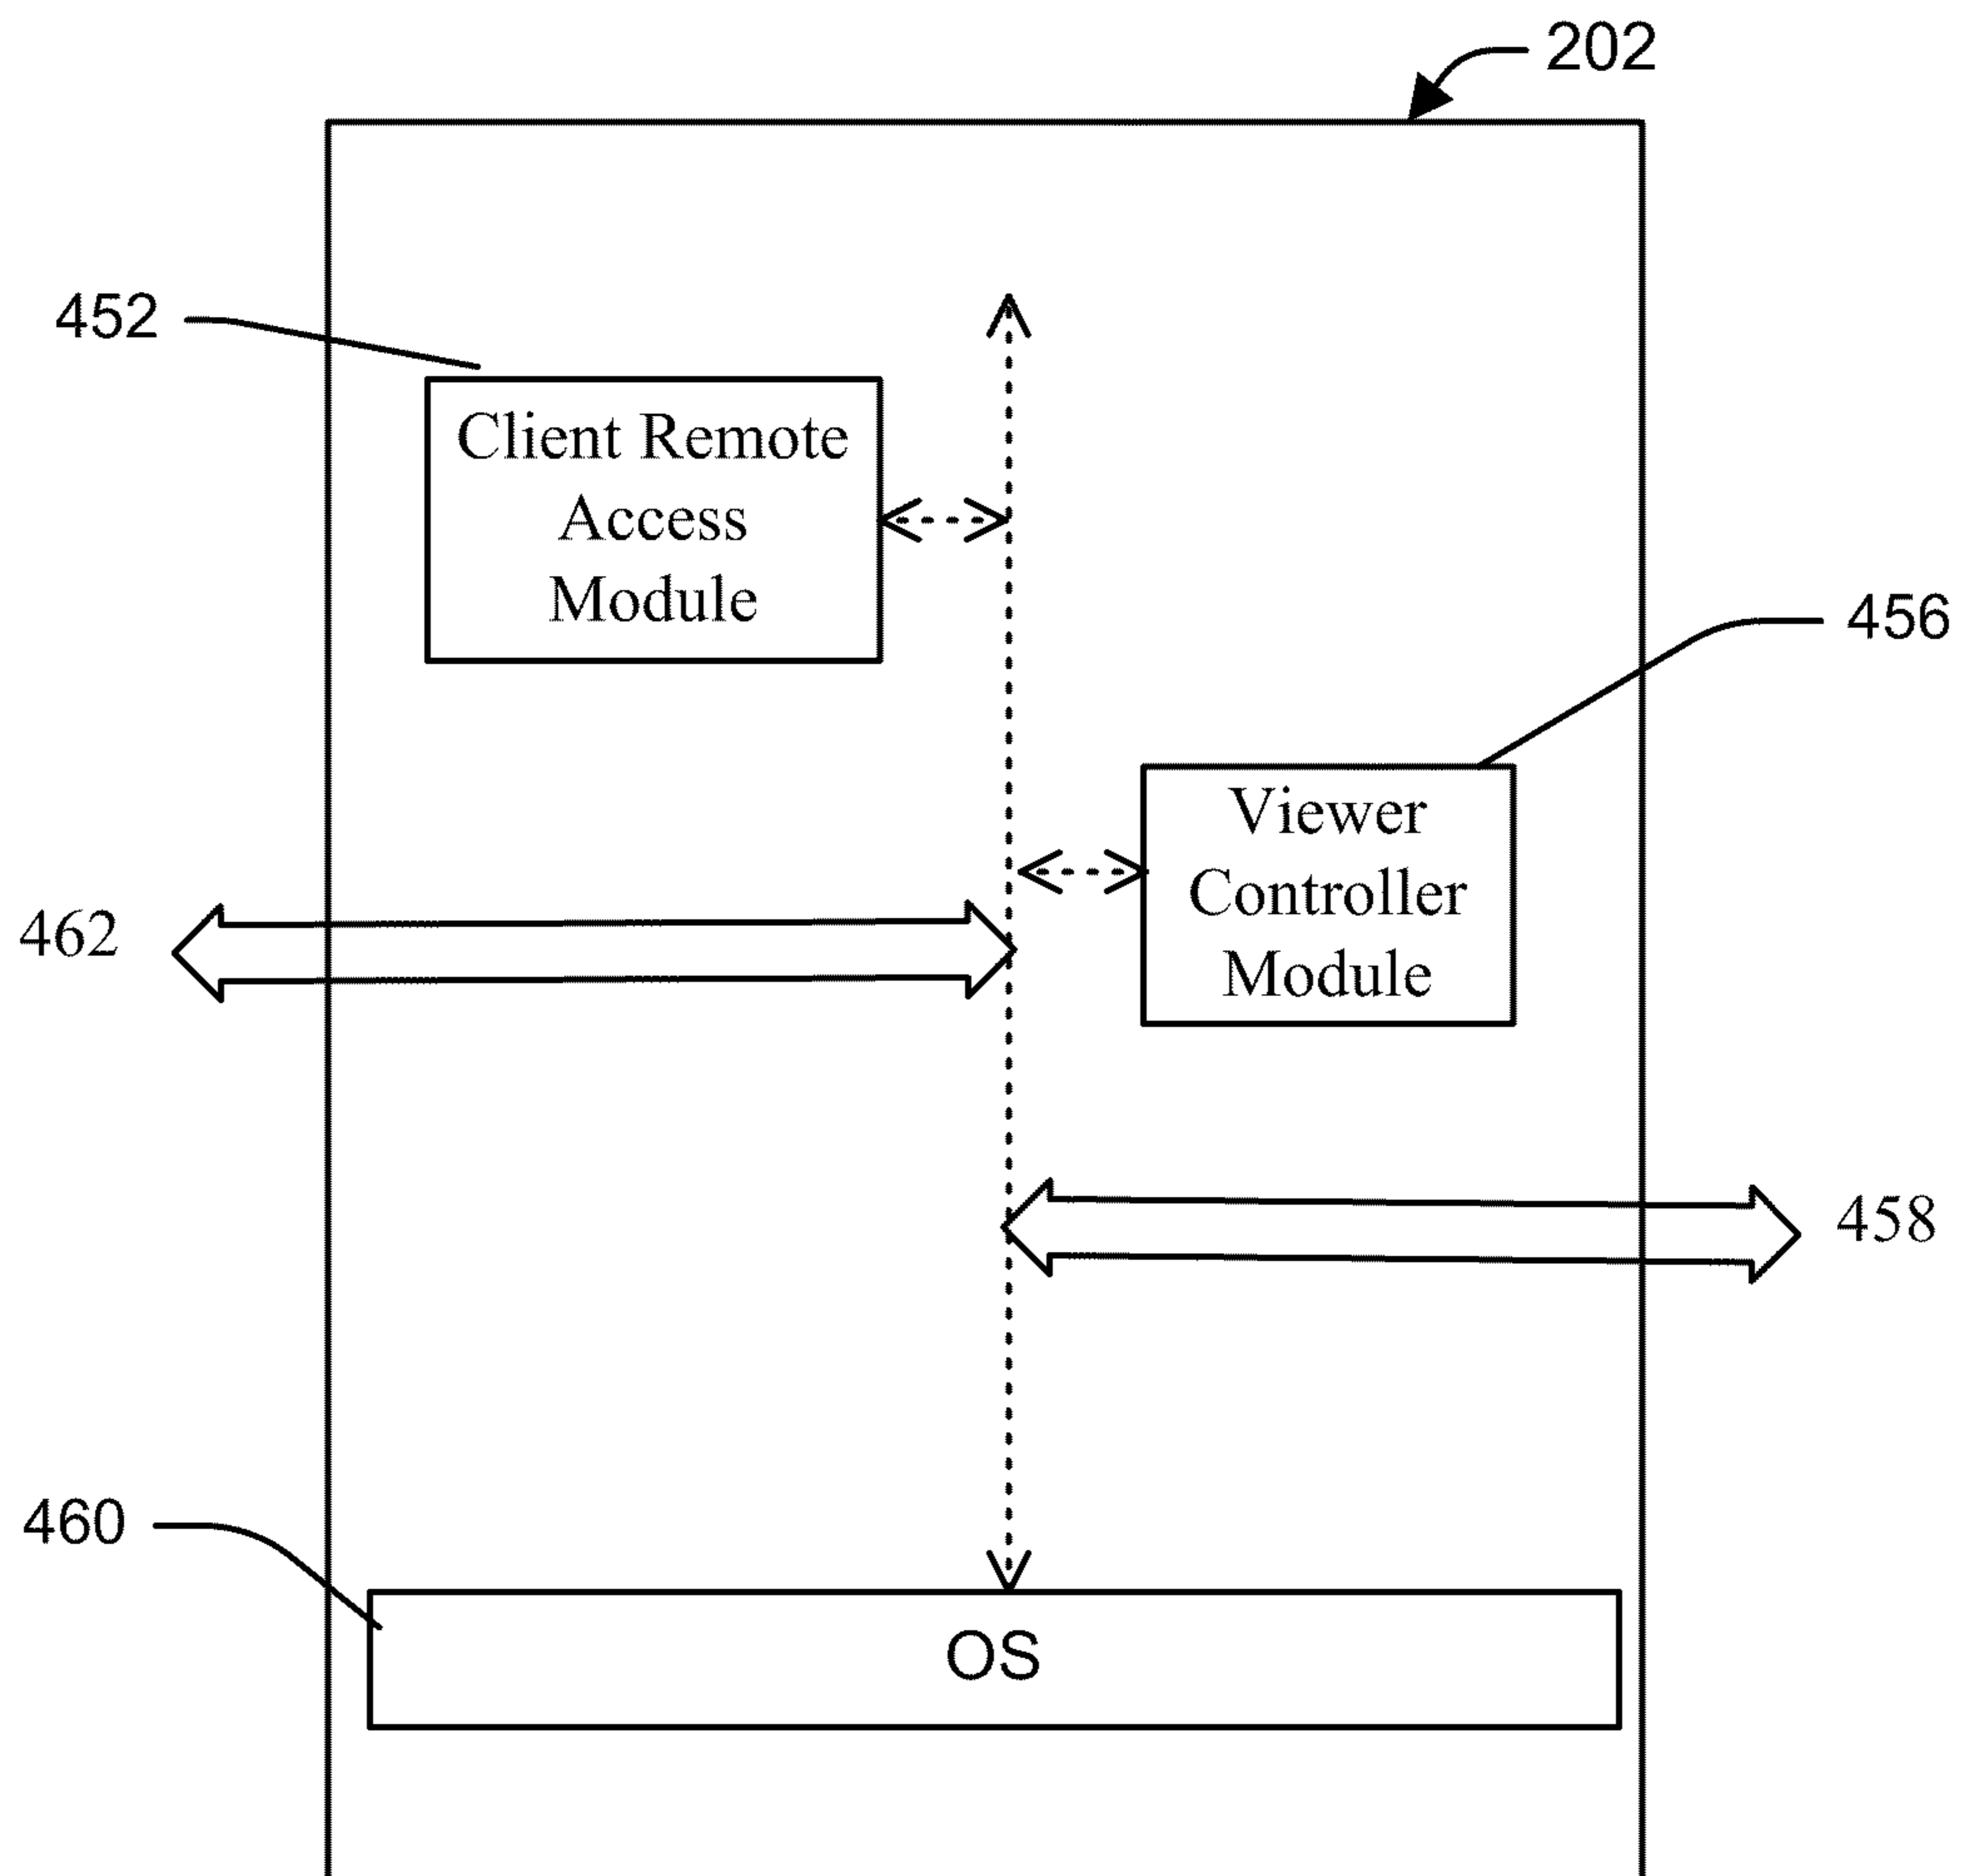 202
452
Client Remote
Access
Module
456
Viewer
Controller
Module
462
458
460
OS